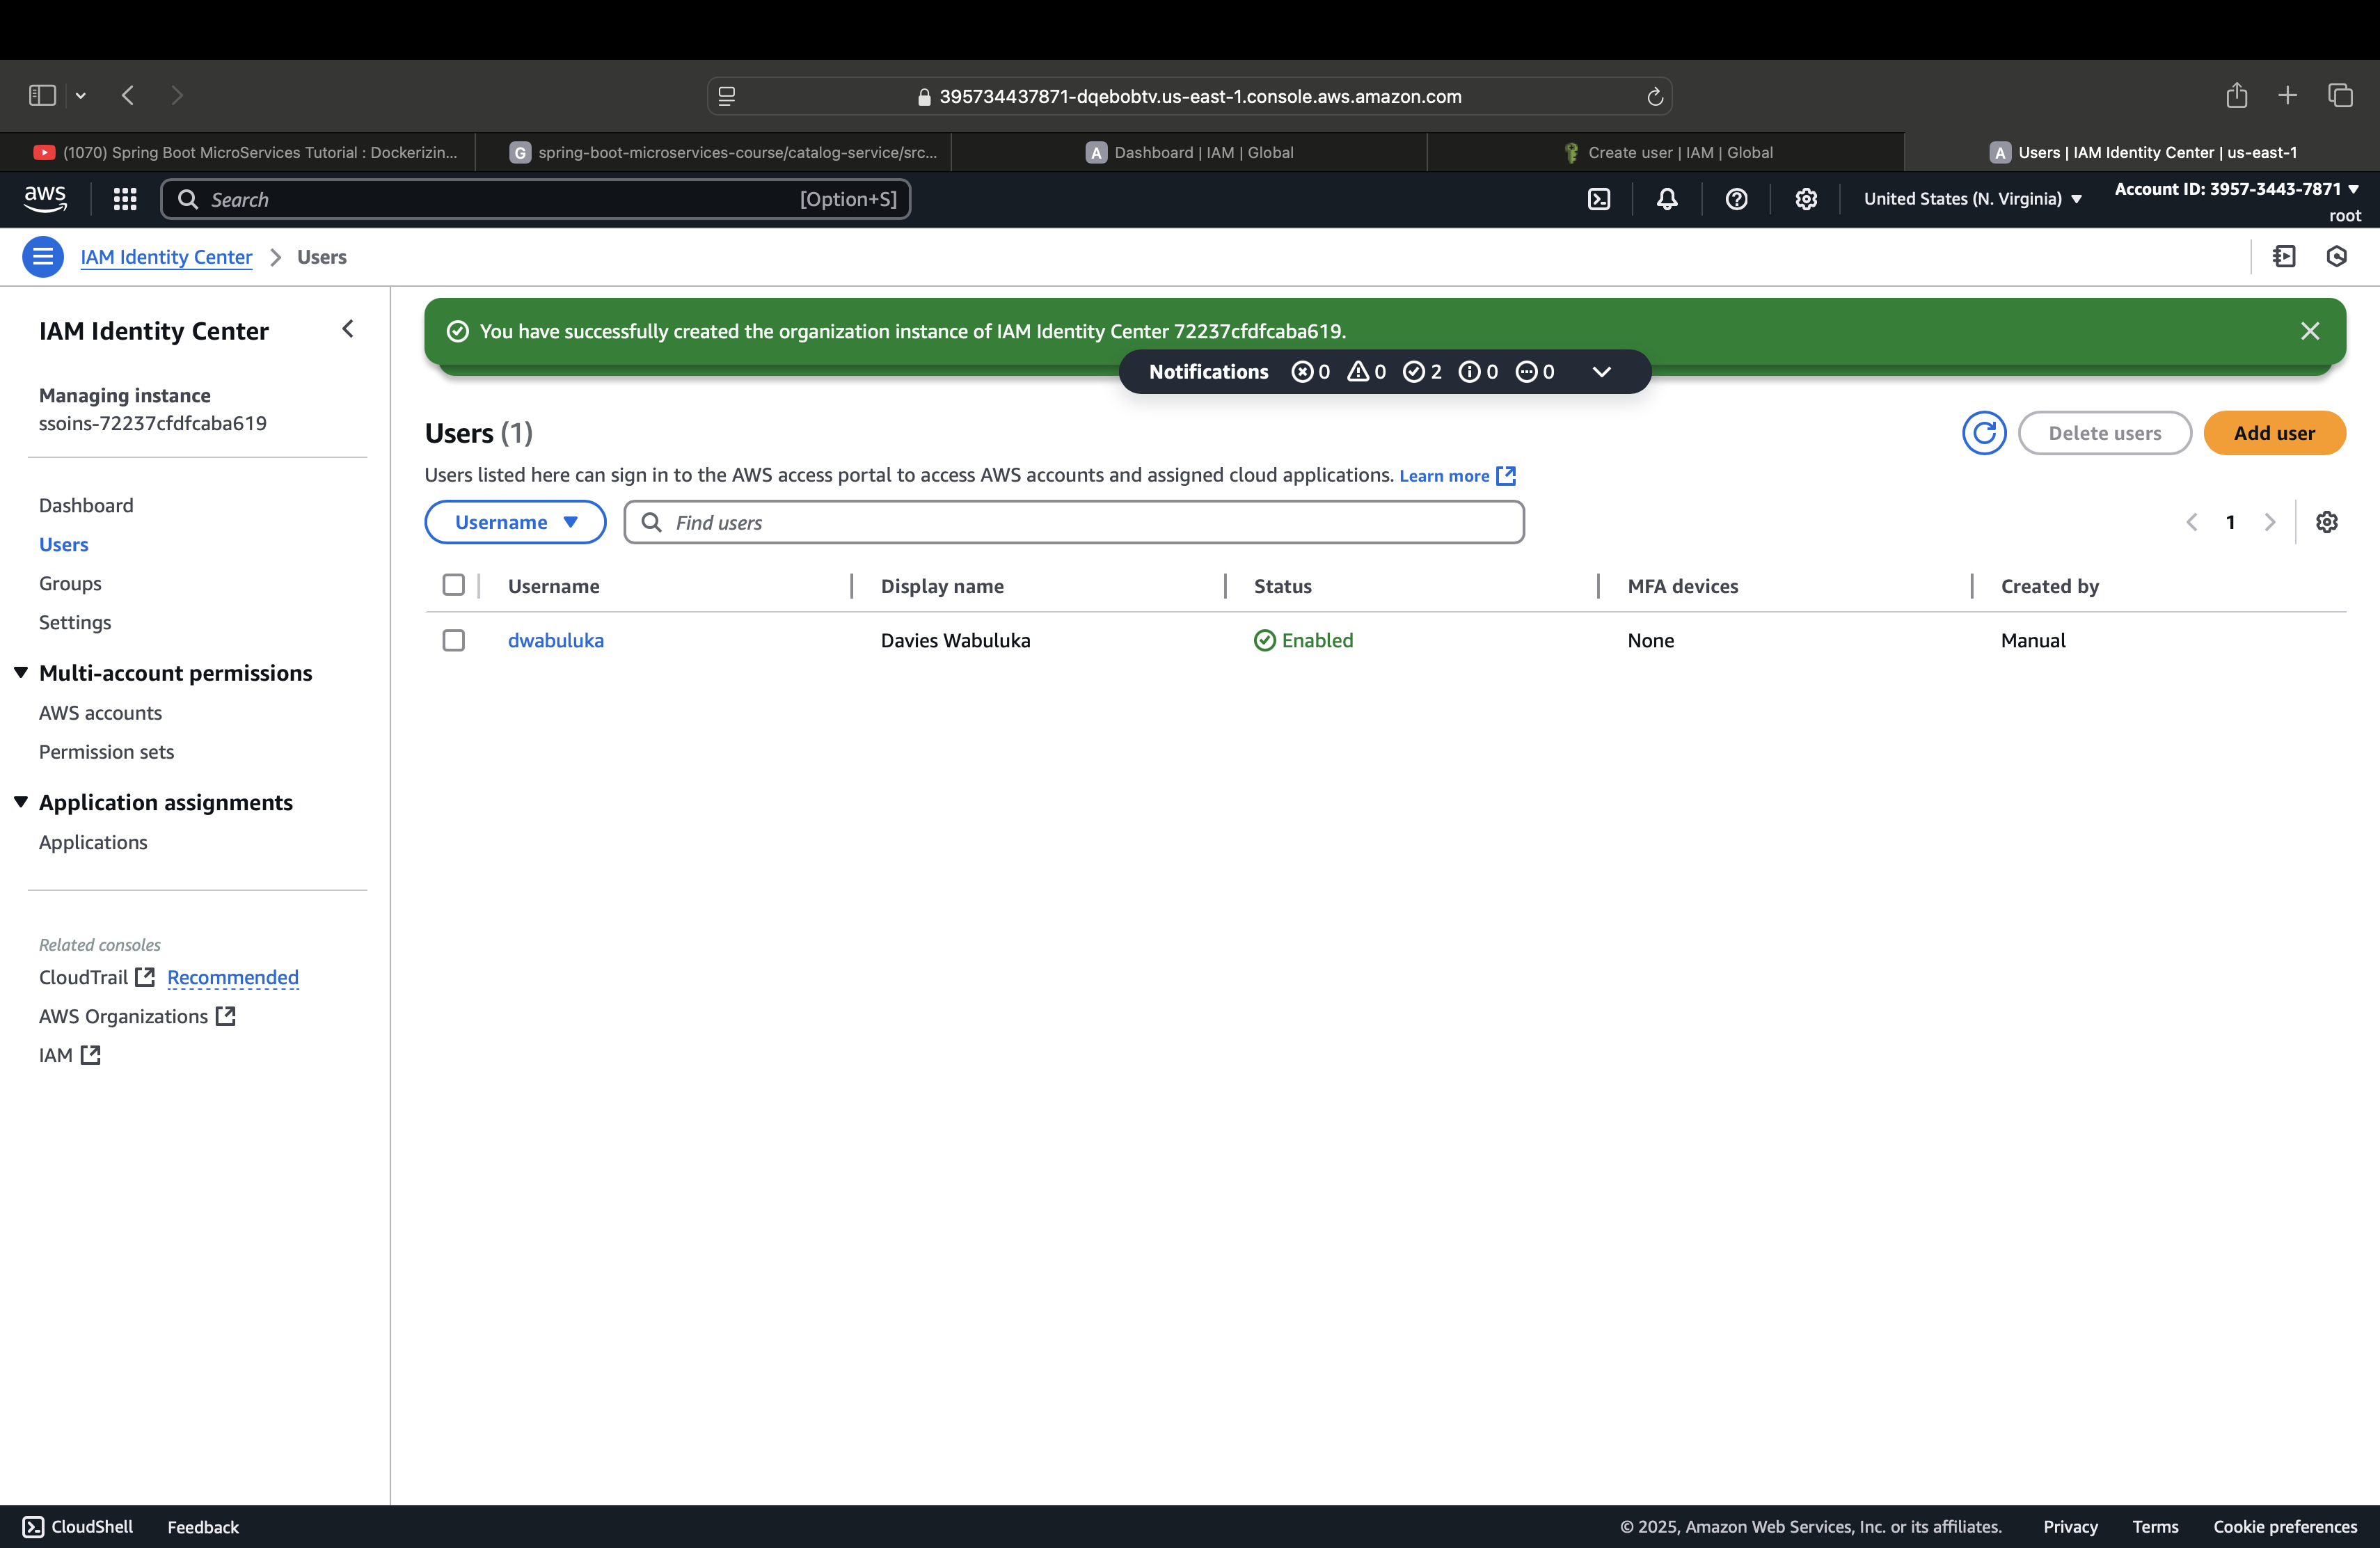 395734437871-dqebobtv.us-east-1.console.aws.amazon.com
(1070) Spring Boot MicroServices Tutorial : Dockerizin...
G spring-boot-microservices-course/catalog-service/src...
A Dashboard | IAM | Global
Create user | IAM | Global
A Users | IAM Identity Center | us-east-1
aws
Search
[Option+S]
United States (N. Virginia)
Account ID: 3957-3443-7871
root
IAM Identity Center
Users
IAM Identity Center
Managing instance
ssoins-72237cfdfcaba619
Dashboard
Users
Groups
Settings
Multi-account permissions
AWS accounts
Permission sets
Application assignments
Applications
Related consoles
CloudTrail Recommended
AWS Organizations
IAM
You have successfully created the organization instance of IAM Identity Center 72237cfdfcaba619.
Notifications 0 0 2 0 0
Users (1)
Delete users
Add user
Users listed here can sign in to the AWS access portal to access AWS accounts and assigned cloud applications. Learn more
Username
Find users
1
Username Display name Status MFA devices Created by
dwabuluka Davies Wabuluka Enabled None Manual
CloudShell
Feedback
© 2025, Amazon Web Services, Inc. or its affiliates.
Privacy
Terms
Cookie preferences